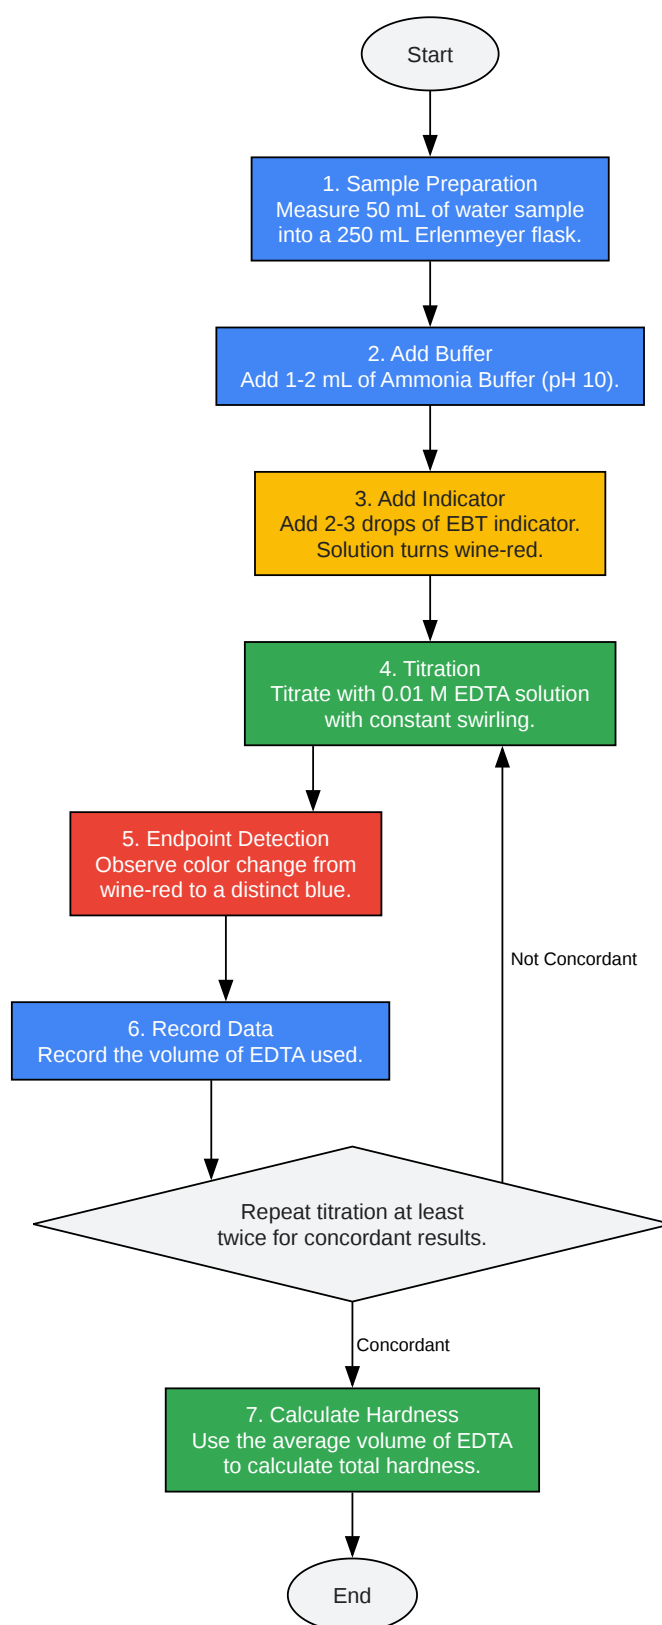 Start
1. Sample Preparation
Measure 50 mL of water sample
into a 250 mL Erlenmeyer flask.
2. Add Buffer
Add 1-2 mL of Ammonia Buffer (pH 10).
3. Add Indicator
Add 2-3 drops of EBT indicator.
Solution turns wine-red.
4. Titration
Titrate with 0.01 M EDTA solution
with constant swirling.
5. Endpoint Detection
Observe color change from
wine-red to a distinct blue.
Not Concordant
6. Record Data
Record the volume of EDTA used.
Repeat titration at least
twice for concordant results.
Concordant
7. Calculate Hardness
Use the average volume of EDTA
to calculate total hardness.
End